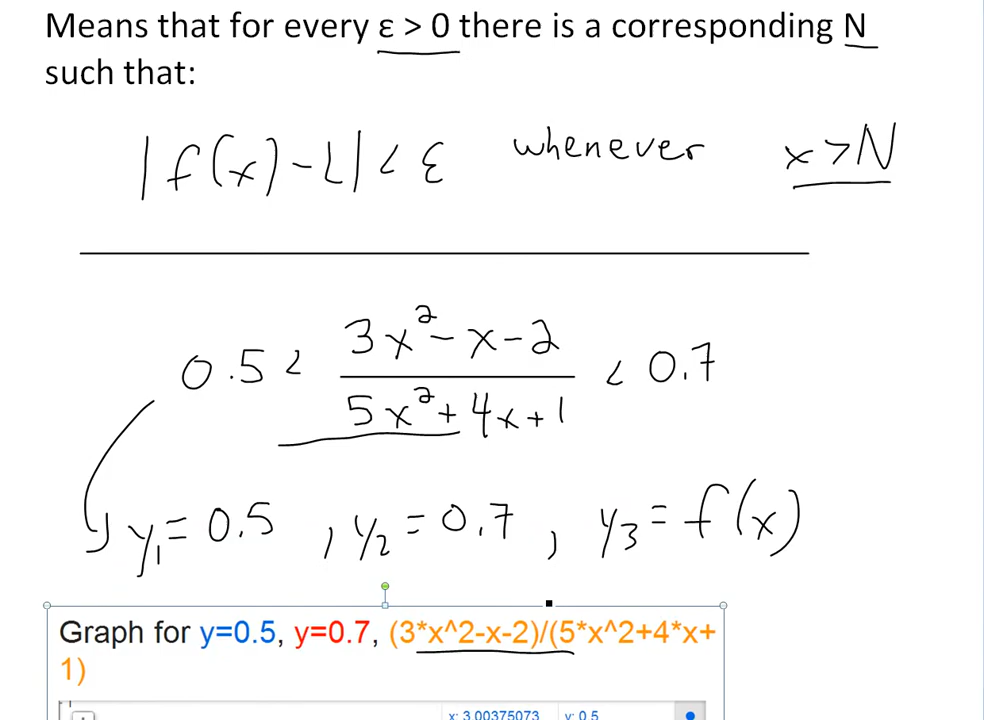 Means that for every ε > 0 there is a corresponding N
such that:
|f(x) - L| < ε whenever x > N
0.5 < (3x² - x - 2)/(5x² + 4x + 1) < 0.7
y₁ = 0.5 , y₂ = 0.7 , y₃ = f(x)
Graph for y=0.5, y=0.7, (3*x^2-x-2)/(5*x^2+4*x+
1)
x: 3.00375073 y: 0.5